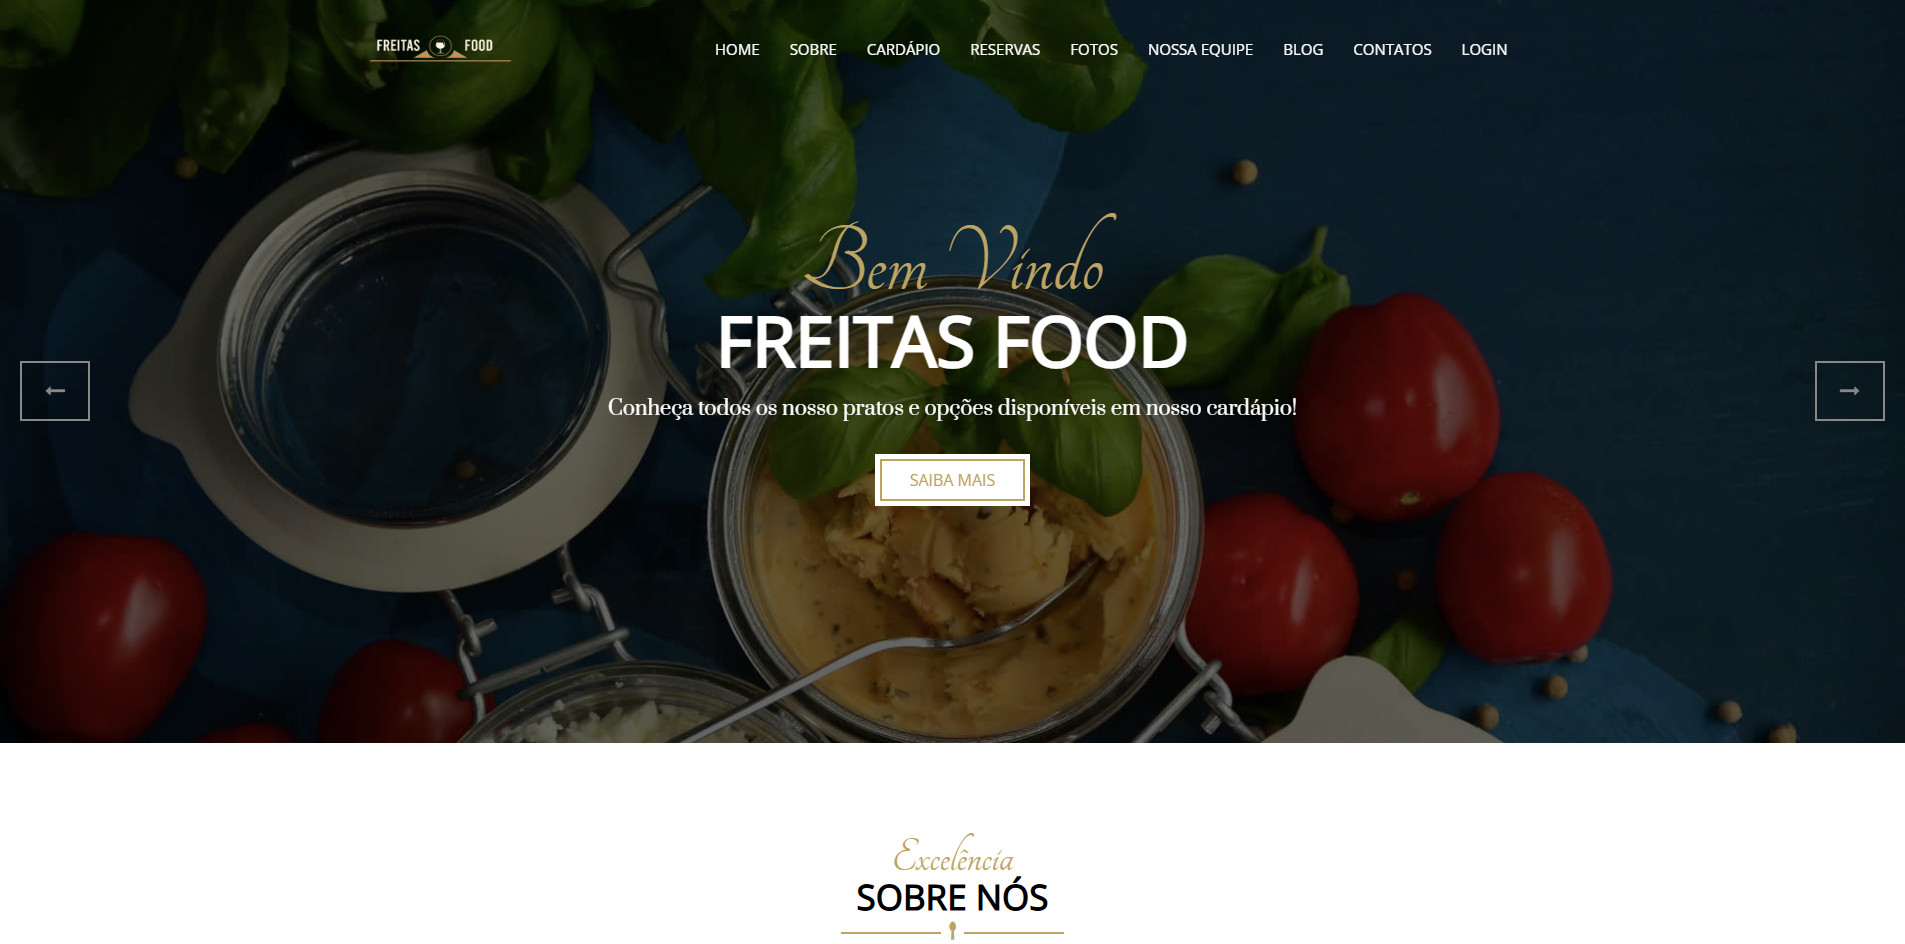 FREITAS FOOD
HOME SOBRE CARDÁPIO RESERVAS FOTOS NOSSA EQUIPE BLOG CONTATOS LOGIN
Bem Vindo
FREITAS FOOD
Conheça todos os nosso pratos e opções disponíveis em nosso cardápio!
SAIBA MAIS
Excelência
SOBRE NÓS